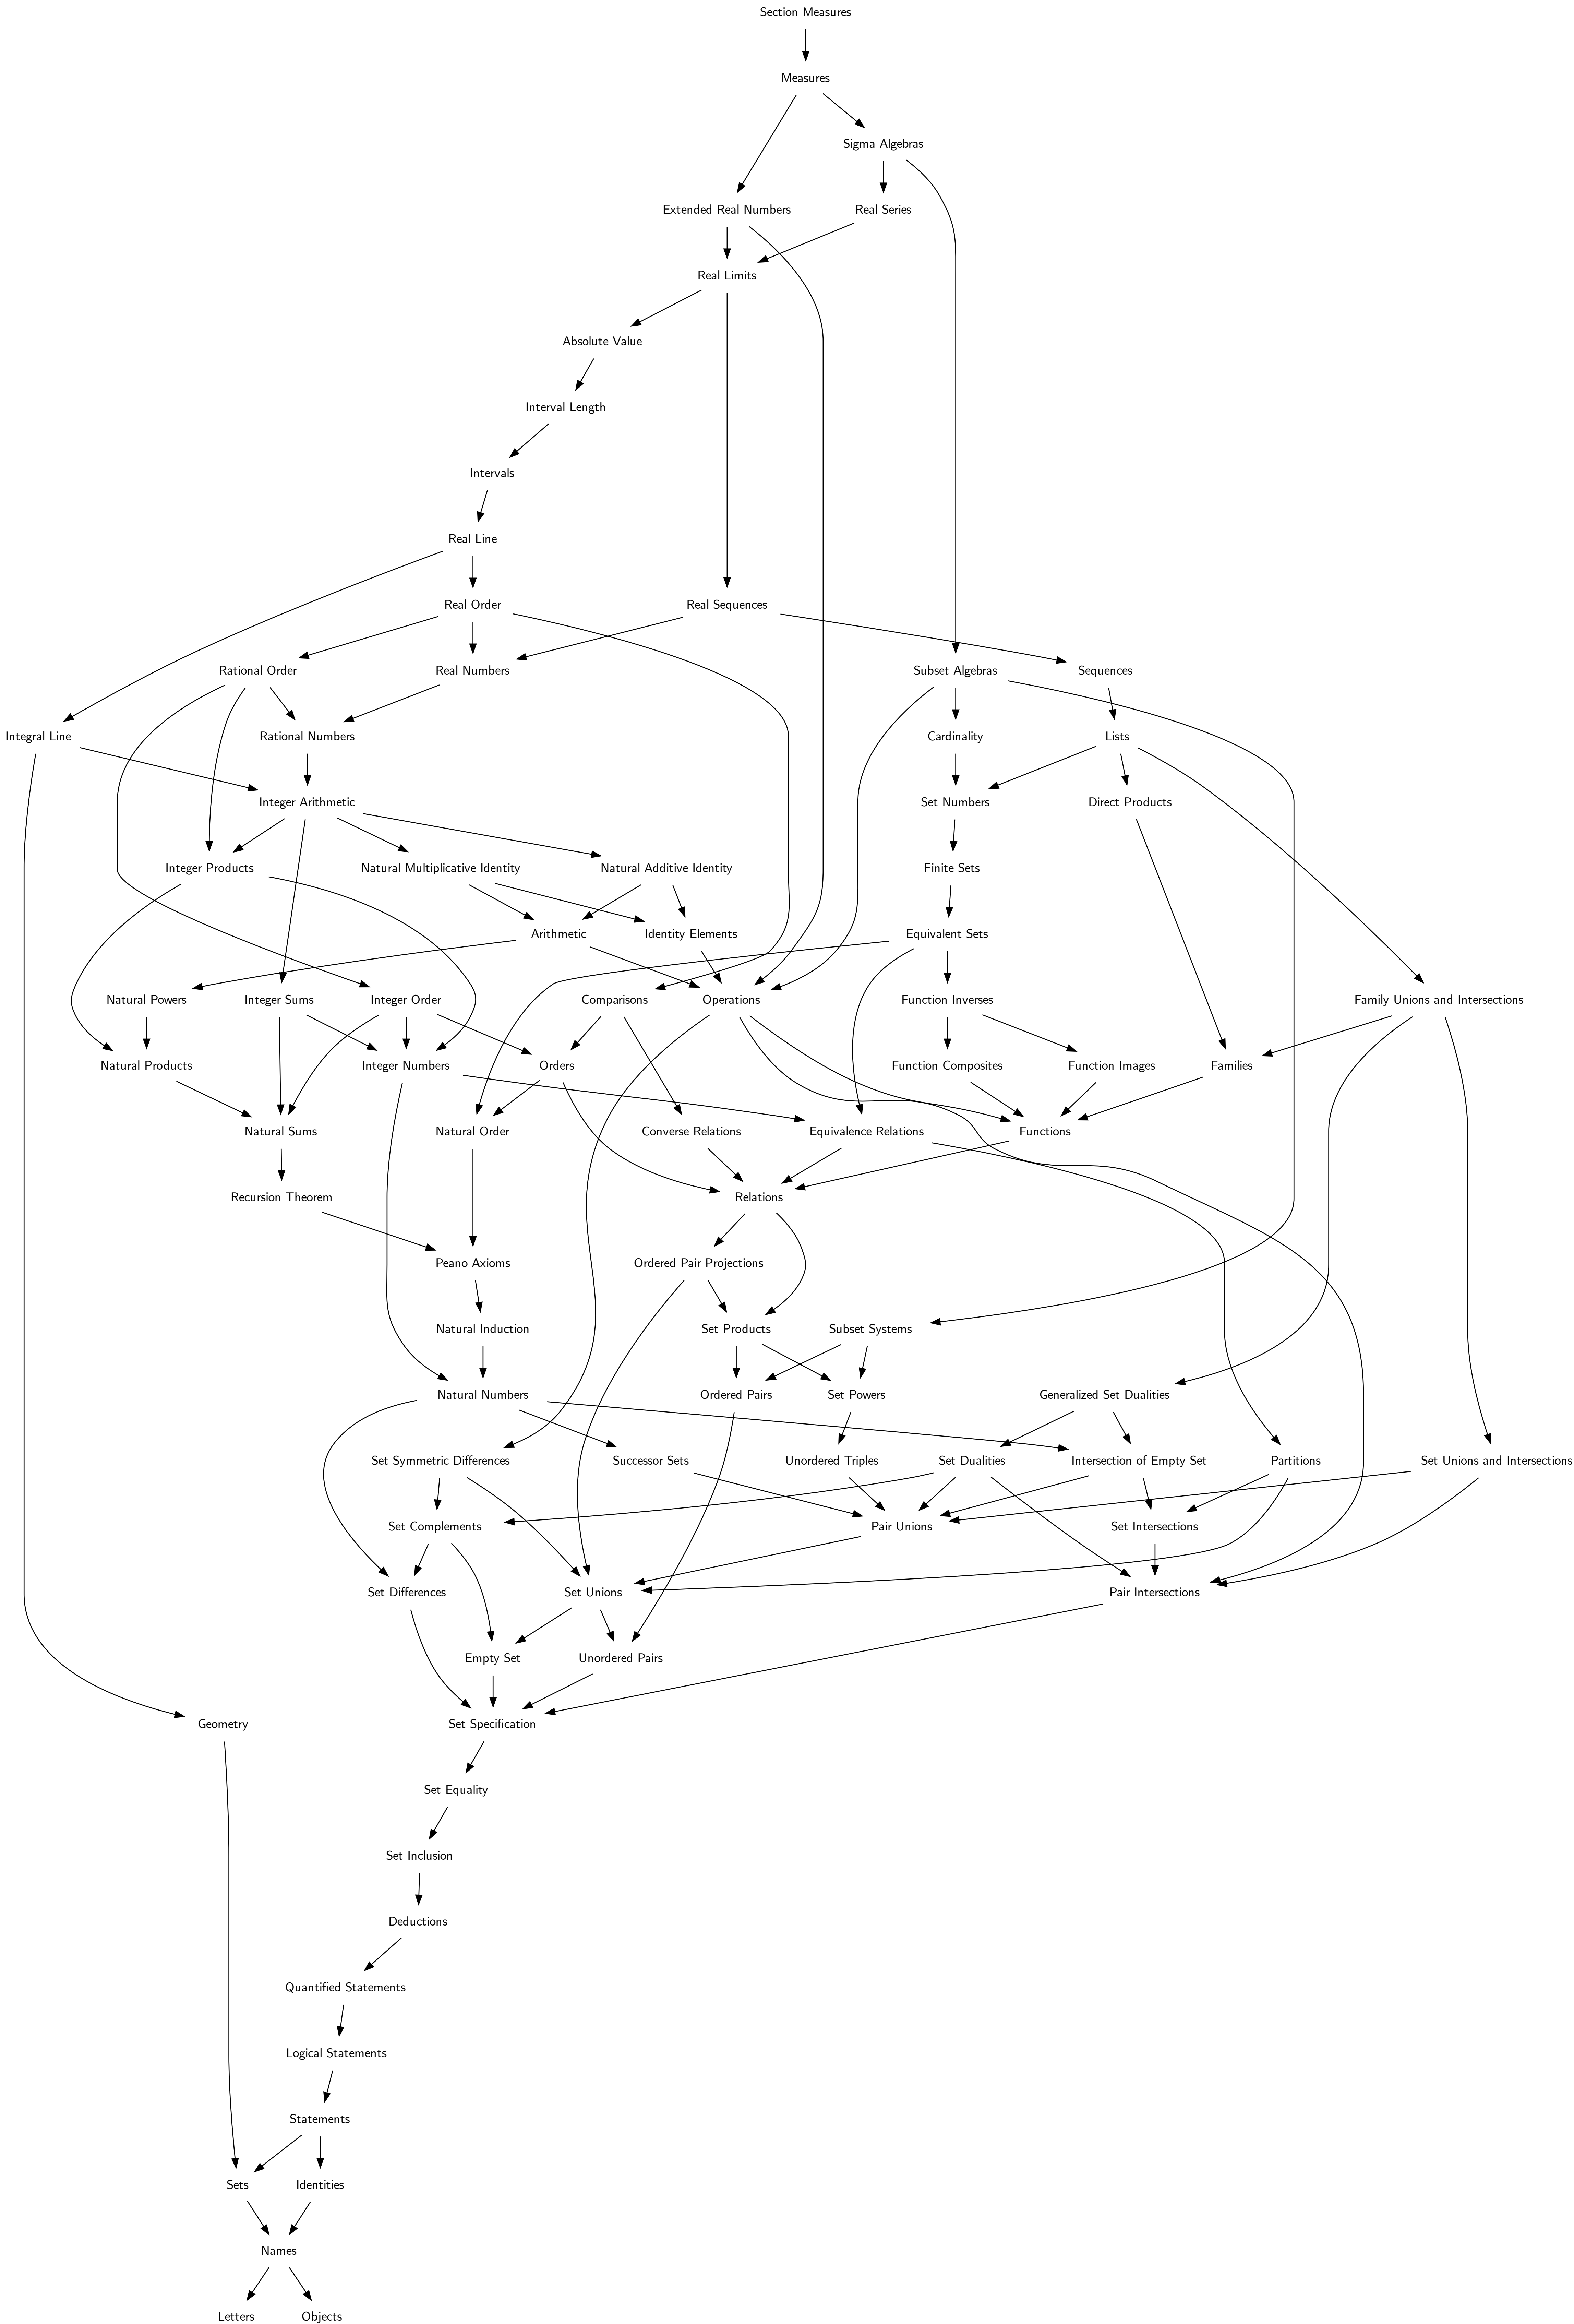 Section Measures
Measures
Sigma Algebras
Extended Real Numbers
Real Series
Real Limits
Absolute Value
Interval Length
Intervals
Real Line
Real Order
Real Sequences
Rational Order
Real Numbers
Subset Algebras
Sequences
Integral Line
Rational Numbers
Cardinality
Lists
Integer Arithmetic
Set Numbers
Direct Products
Integer Products
Natural Multiplicative Identity
Natural Additive Identity
Finite Sets
Arithmetic
Identity Elements
Equivalent Sets
Natural Powers
Integer Sums
Integer Order
Comparisons
Operations
Function Inverses
Family Unions and Intersections
Natural Products
Integer Numbers
Orders
Function Composites
Function Images
Families
Natural Sums
Natural Order
Converse Relations
Equivalence Relations
Functions
Recursion Theorem
Relations
Peano Axioms
Ordered Pair Projections
Natural Induction
Set Products
Subset Systems
Natural Numbers
Ordered Pairs
Set Powers
Generalized Set Dualities
Set Symmetric Differences
Successor Sets
Unordered Triples
Set Dualities
Intersection of Empty Set
Partitions
Set Unions and Intersections
Set Complements
Pair Unions
Set Intersections
Set Differences
Set Unions
Pair Intersections
Empty Set
Unordered Pairs
Geometry
Set Specification
Set Equality
Set Inclusion
Deductions
Quantified Statements
Logical Statements
Statements
Sets
Identities
Names
Letters
Objects